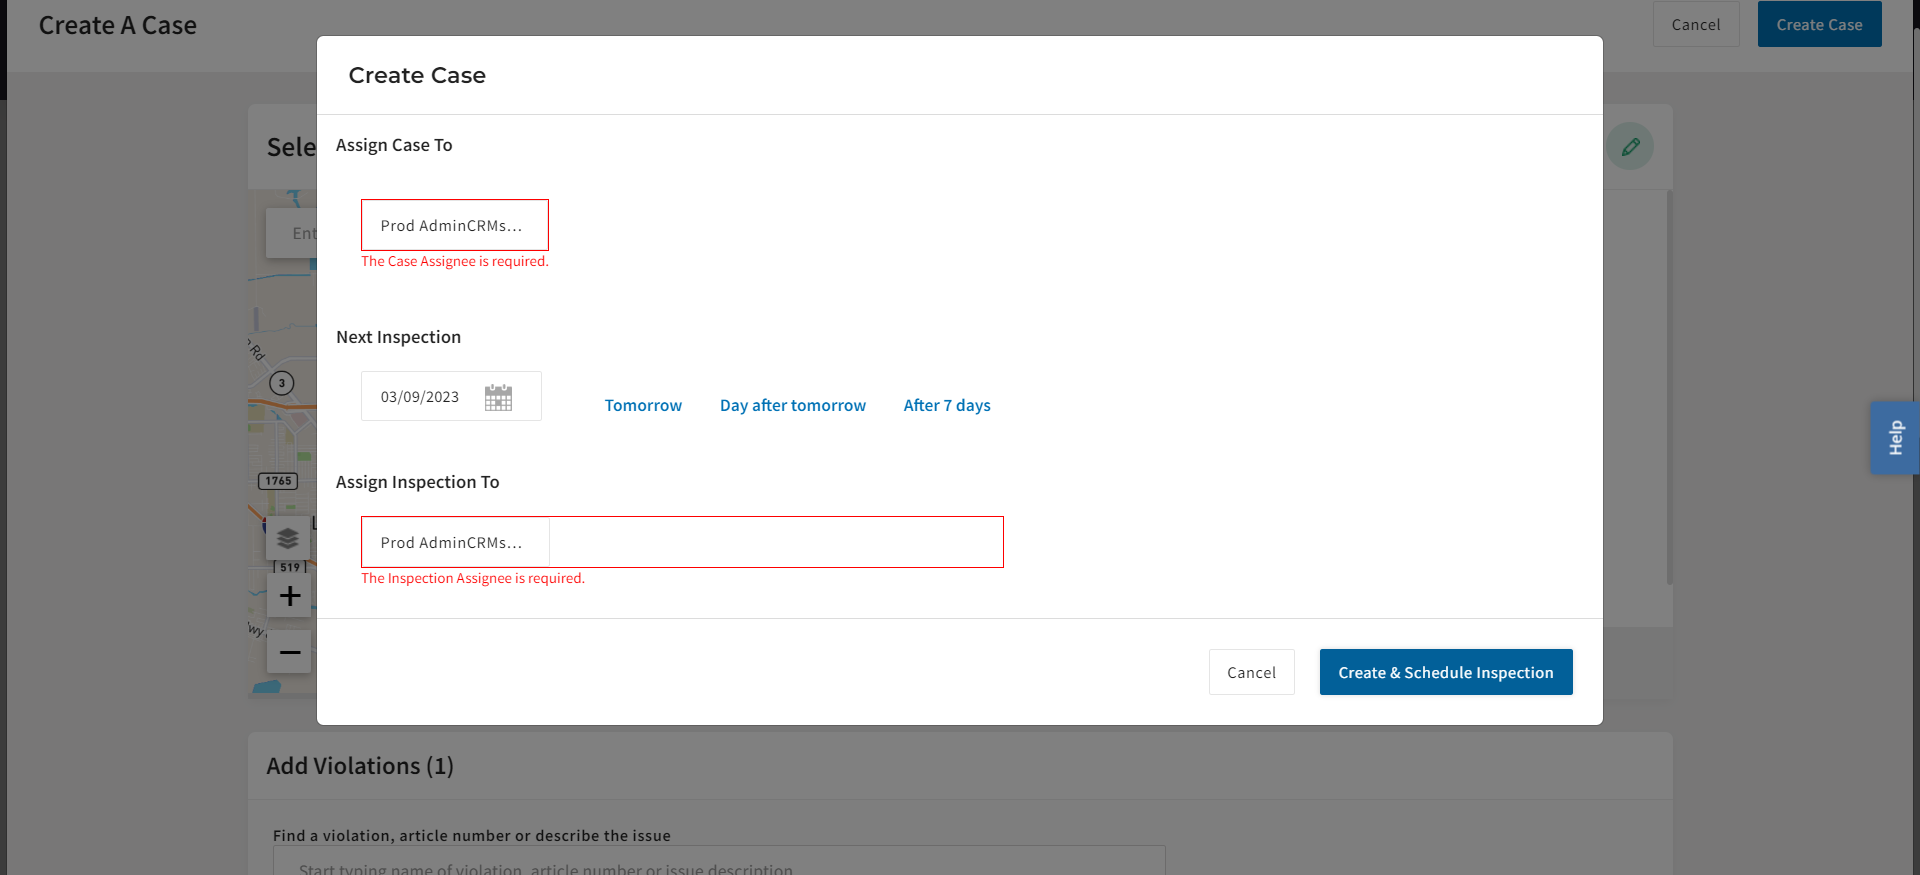 Create A Case
Cancel
Create Case
Create Case
Sele
Assign Case To
Prod AdminCRMs...
The Case Assignee is required.
Ent
Next Inspection
03/09/2023
Tomorrow
Day after tomorrow
After 7 days
Rd
3
Help
Assign Inspection To
1765
Prod AdminCRMs...
519
The Inspection Assignee is required.
Cancel
Create & Schedule Inspection
Add Violations (1)
Find a violation, article number or describe the issue
Start typing name of violation, article number or issue description